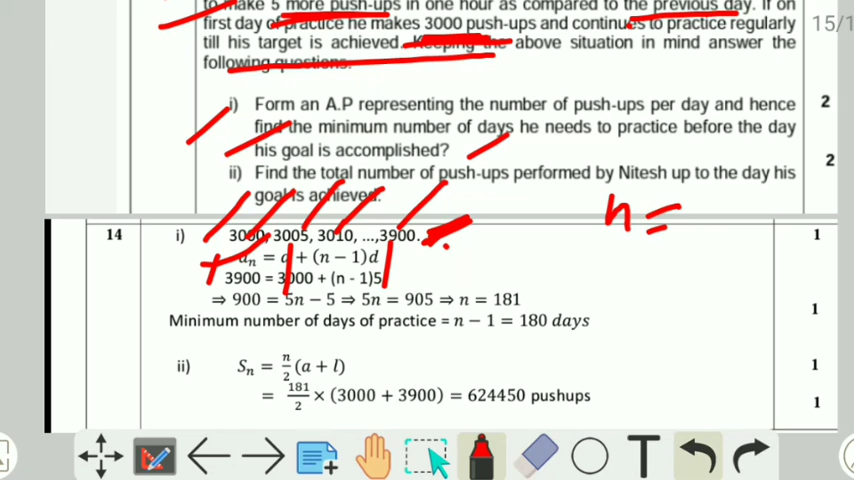 to make 5 more push-ups in one hour as compared to the previous day. If on
first day of practice he makes 3000 push-ups and continues to practice regularly
till his target is achieved. Keeping the above situation in mind answer the
following questions:
15/1
i) Form an A.P representing the number of push-ups per day and hence 2
find the minimum number of days he needs to practice before the day
his goal is accomplished?
ii) Find the total number of push-ups performed by Nitesh up to the day his 2
goal is achieved.
n =
14 i) 3000, 3005, 3010, ...,3900. 1
aₙ = a + (n − 1)d
3900 = 3000 + (n - 1)5
⇒ 900 = 5n − 5 ⇒ 5n = 905 ⇒ n = 181
Minimum number of days of practice = n − 1 = 180 days 1
ii) Sₙ = n/2 (a + l) 1
= 181/2 × (3000 + 3900) = 624450 pushups 1
T